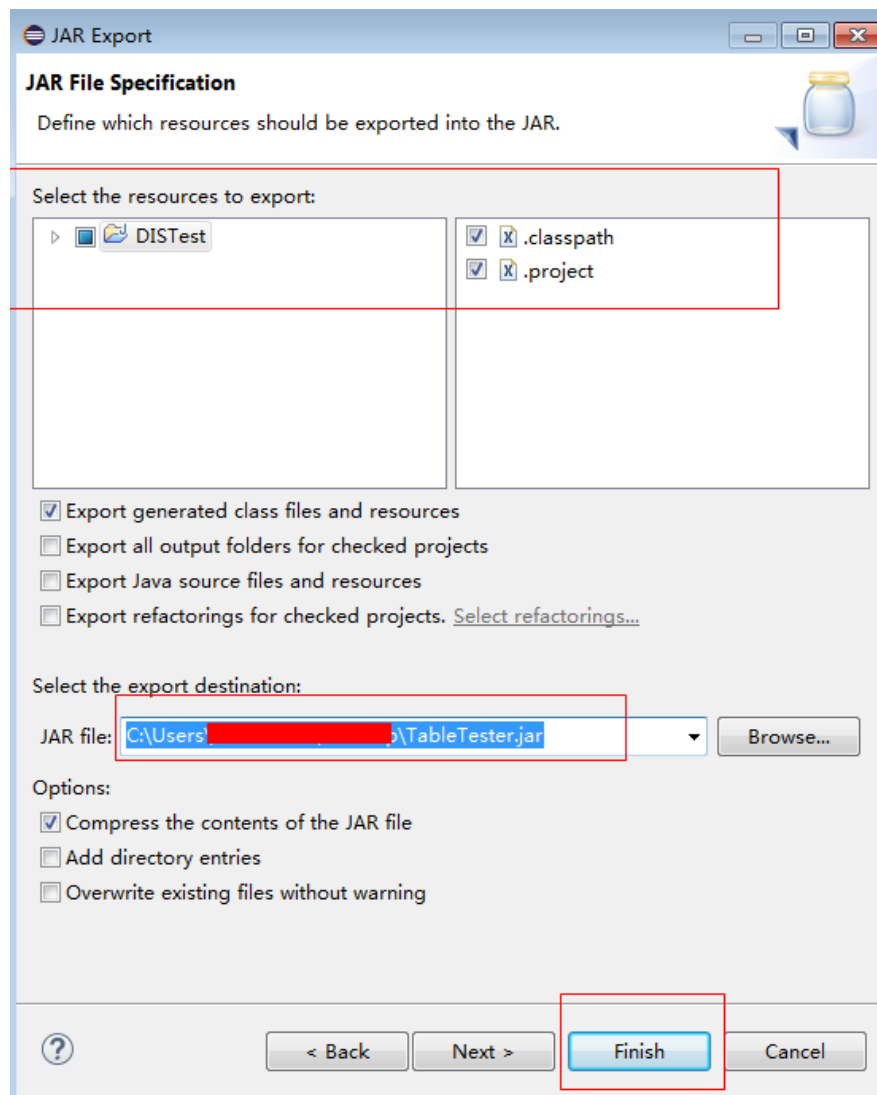 JAR Export
JAR File Specification
Define which resources should be exported into the JAR.
Select the resources to export:
DISTest
.classpath
.project
Export generated class files and resources
Export all output folders for checked projects
Export Java source files and resources
Export refactorings for checked projects. Select refactorings...
Select the export destination:
JAR file: C:\Users\ p\TableTester.jar Browse...
Options:
Compress the contents of the JAR file
Add directory entries
Overwrite existing files without warning
? < Back Next > Finish Cancel